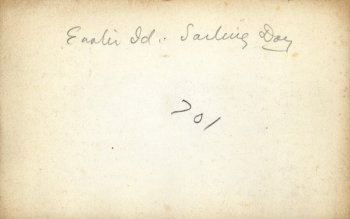 Easter Id. Sailing Day
701